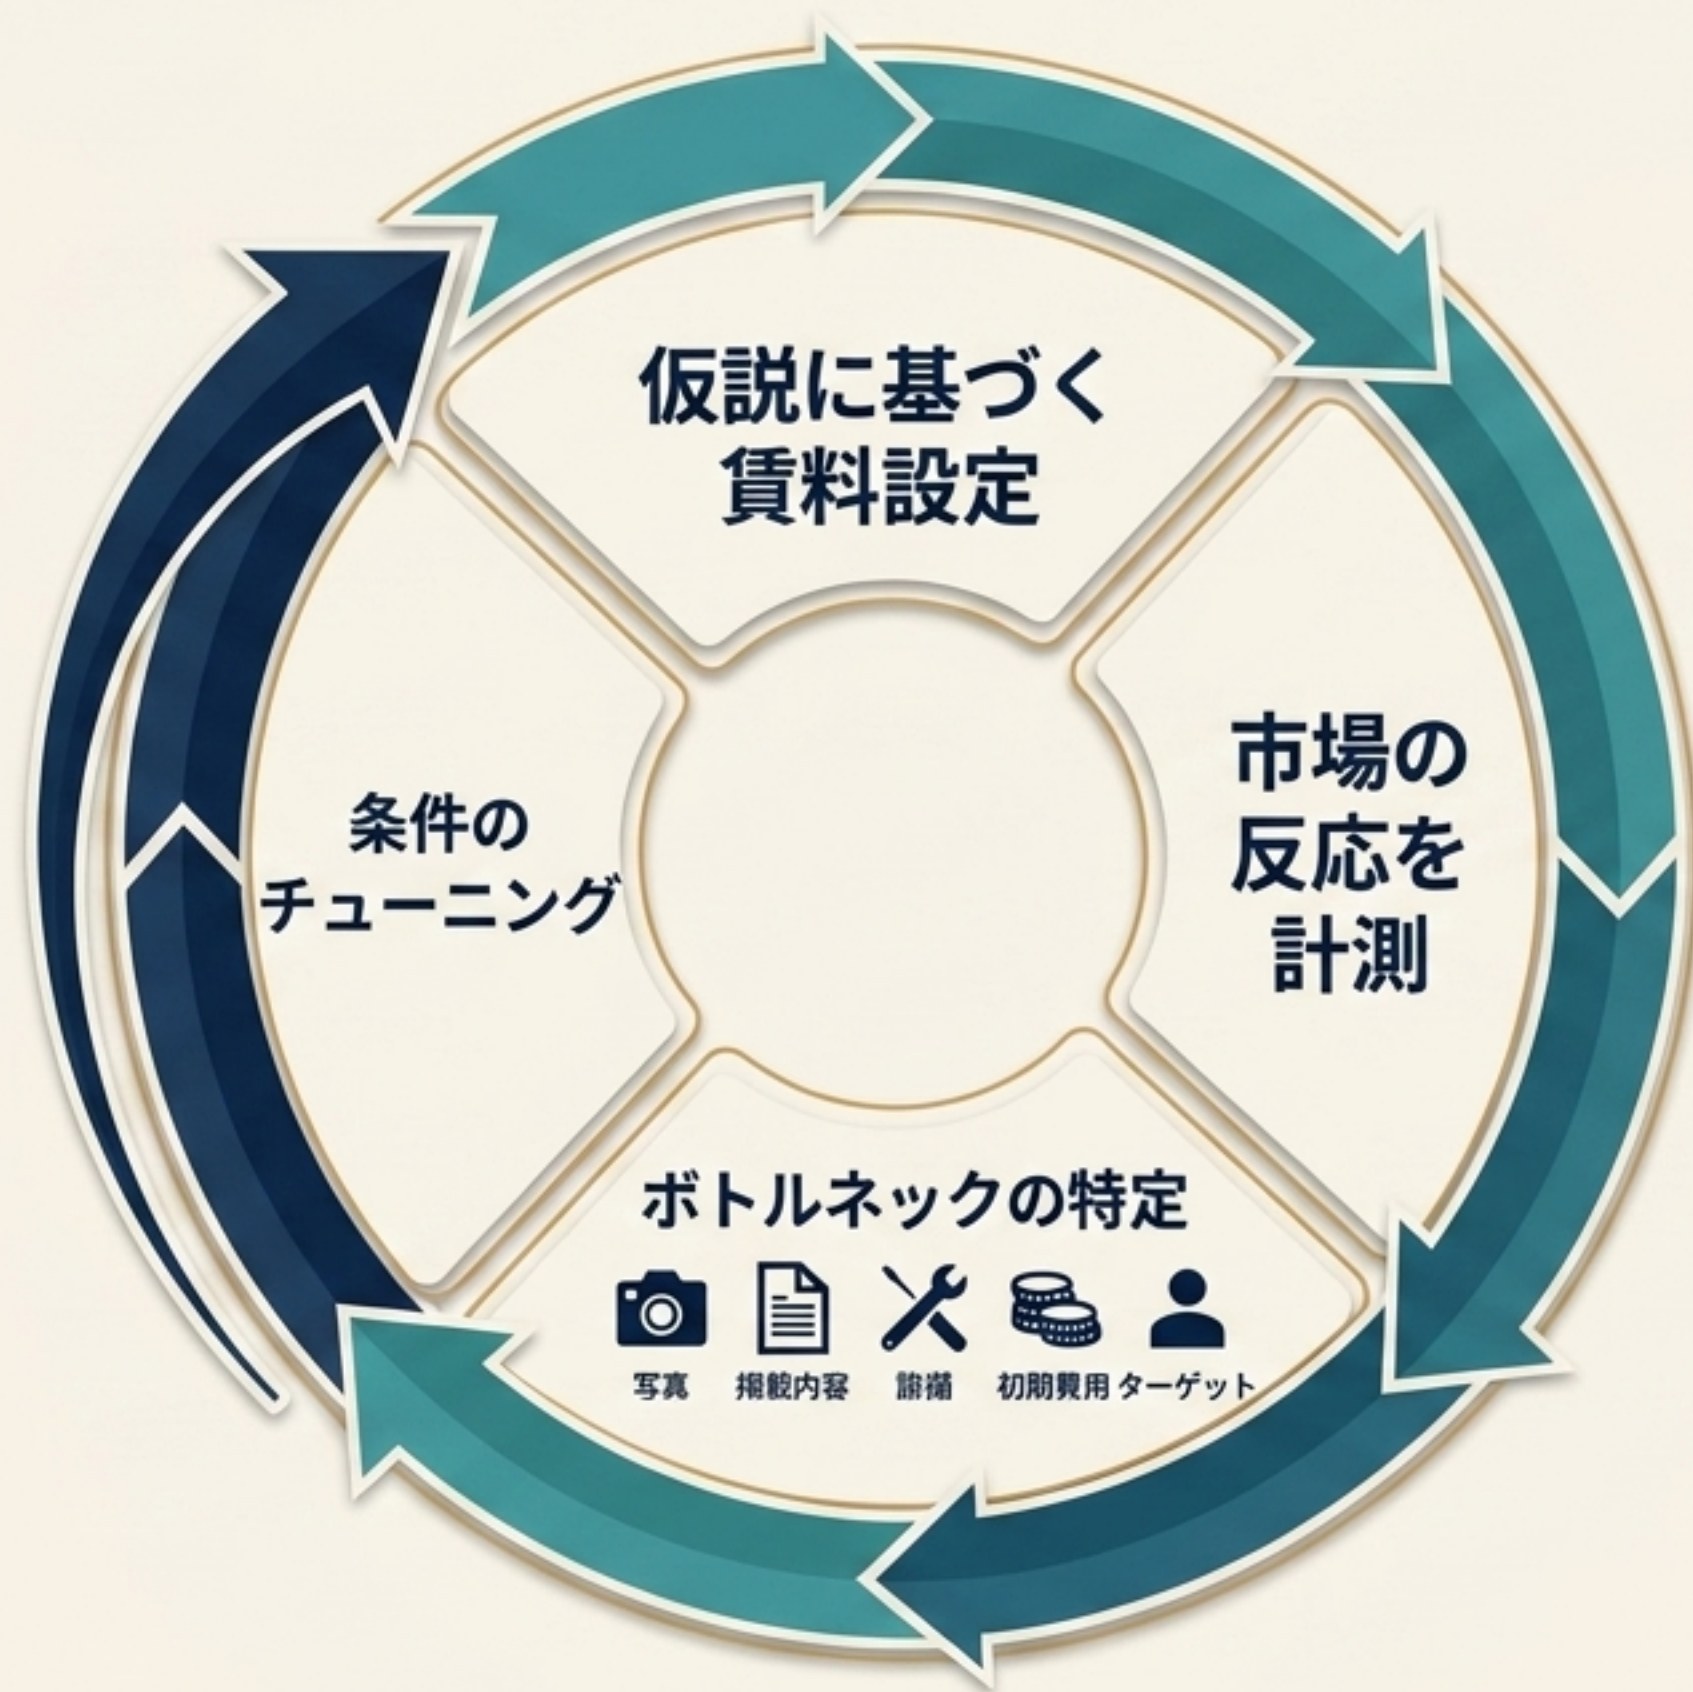 仮説に基づく
賃料設定
市場の
反応を
計測
ボトルネックの特定
写真
内容
初期費用
ターゲット
条件の
チューニング